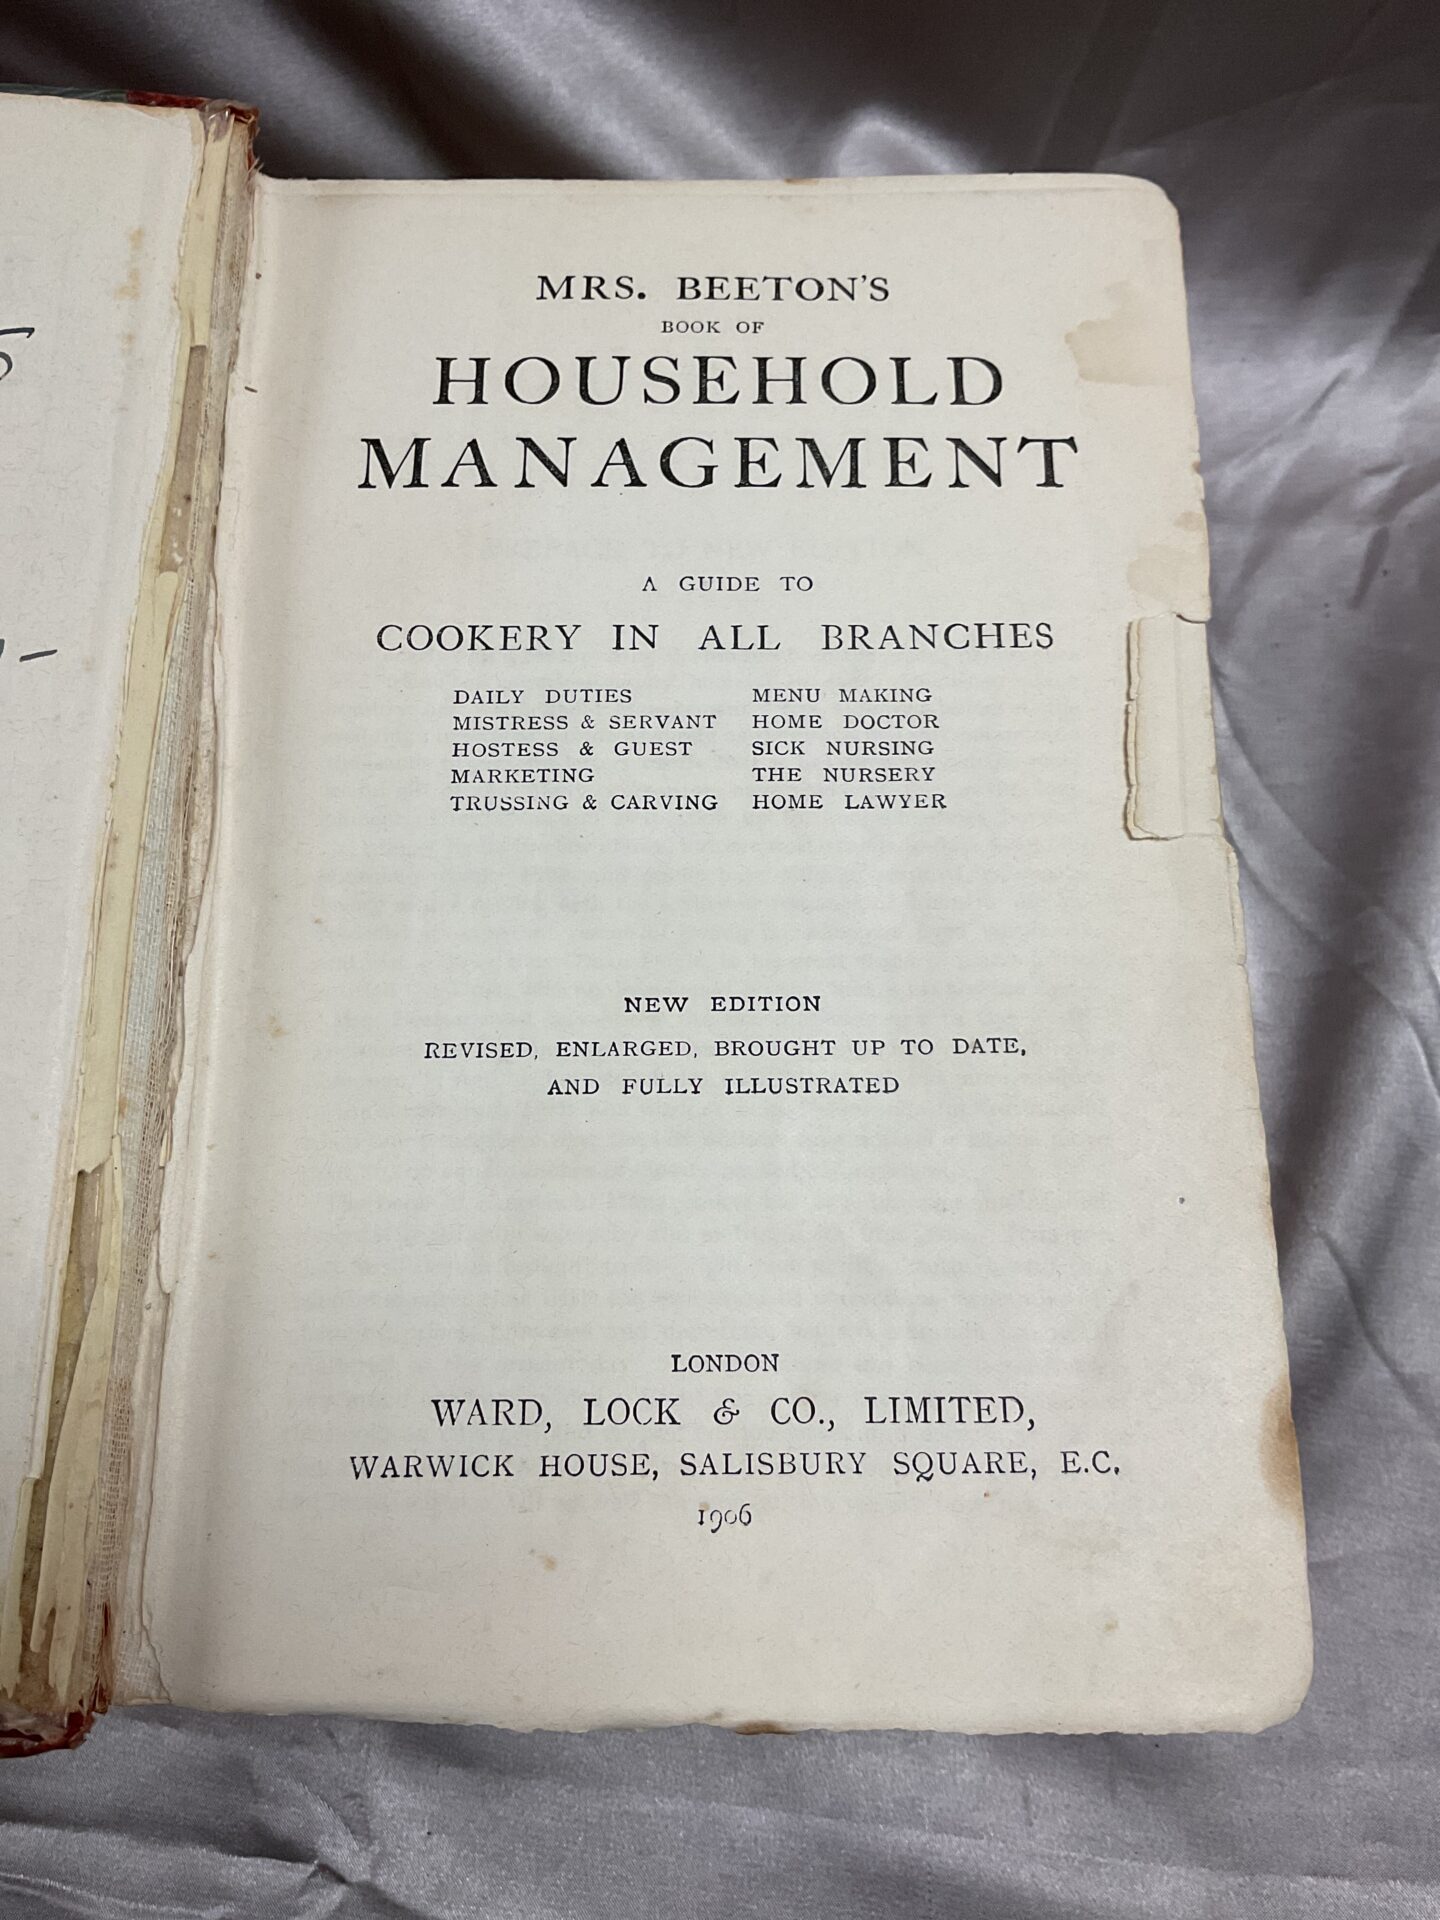 MRS. BEETON'S
BOOK OF
HOUSEHOLD
MANAGEMENT
A GUIDE TO
COOKERY IN ALL BRANCHES
DAILY DUTIES
MISTRESS & SERVANT
HOSTESS & GUEST
MARKETING
TRUSSING & CARVING
MENU MAKING
HOME DOCTOR
SICK NURSING
THE NURSERY
HOME LAWYER
NEW EDITION
REVISED, ENLARGED, BROUGHT UP TO DATE,
AND FULLY ILLUSTRATED
LONDON
WARD, LOCK & CO., LIMITED,
WARWICK HOUSE, SALISBURY SQUARE, E.C.
1906